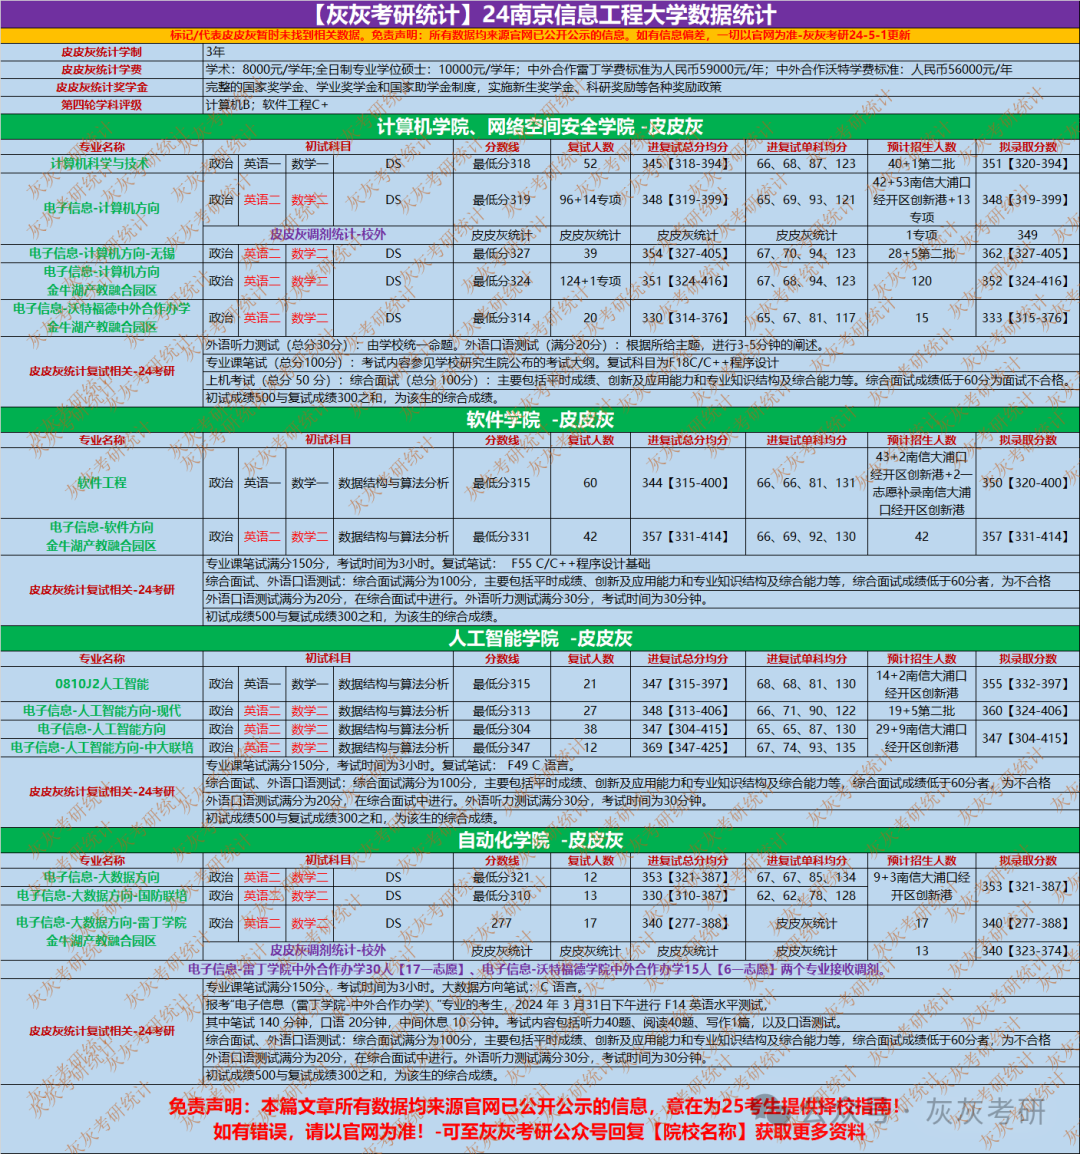 【灰灰考研统计】24南京信息工程大学数据统计
标记/代表皮皮灰暂时未找到相关数据。免责声明：所有数据均来源官网已公开公示的信息。如有信息偏差，一切以官网为准-灰灰考研24-5-1更新
皮皮灰统计学制 3年
皮皮灰统计学费 学术：8000元/学年;全日制专业学位硕士：10000元/学年；中外合作雷丁学费标准为人民币59000元/年；中外合作沃特学费标准：人民币56000元/年
皮皮灰统计奖学金 完整的国家奖学金、学业奖学金和国家助学金制度，实施新生奖学金、科研奖励等各种奖励政策
第四轮学科评级 计算机B；软件工程C+
计算机学院、网络空间安全学院 -皮皮灰
专业名称 初试科目 分数线 复试人数 进复试总分均分 进复试单科均分 预计招生人数 拟录取分数
计算机科学与技术 政治 英语一 数学一 DS 最低分318 52 345【318-394】 66、68、87、123 40+1第二批 351【320-394】
电子信息-计算机方向 政治 英语二 数学二 DS 最低分319 96+14专项 348【319-399】 65、69、93、121 42+53南信大浦口经开区创新港+13专项 348【319-399】
皮皮灰调剂统计-校外 皮皮灰统计 皮皮灰统计 皮皮灰统计 皮皮灰统计 1专项 349
电子信息-计算机方向-无锡 政治 英语二 数学二 DS 最低分327 39 354【327-405】 67、70、94、123 28+5第二批 362【327-405】
电子信息-计算机方向
金牛湖产教融合园区 政治 英语二 数学二 DS 最低分324 124+1专项 351【324-416】 67、68、94、123 120 352【324-416】
电子信息-沃特福德中外合作办学
金牛湖产教融合园区 政治 英语二 数学二 DS 最低分314 20 330【314-376】 65、67、81、117 15 333【315-376】
皮皮灰统计复试相关-24考研
外语听力测试（总分30分）：由学校统一命题。外语口语测试（满分20分）：根据所给主题，进行3-5分钟的阐述。
专业课笔试（总分100分）：考试内容参见学校研究生院公布的考试大纲。复试科目为F18C/C++程序设计
上机考试（总分 50 分）：综合面试（总分 100分）：主要包括平时成绩、创新及应用能力和专业知识结构及综合能力等。综合面试成绩低于60分为面试不合格。
初试成绩500与复试成绩300之和，为该生的综合成绩。
软件学院 -皮皮灰
专业名称 初试科目 分数线 复试人数 进复试总分均分 进复试单科均分 预计招生人数 拟录取分数
软件工程 政治 英语一 数学一 数据结构与算法分析 最低分315 60 344【315-400】 66、66、81、131 43+2南信大浦口经开区创新港+2一志愿补录南信大浦口经开区创新港 350【320-400】
电子信息-软件方向
金牛湖产教融合园区 政治 英语二 数学二 数据结构与算法分析 最低分331 42 357【331-414】 66、69、92、130 42 357【331-414】
皮皮灰统计复试相关-24考研
专业课笔试满分150分，考试时间为3小时。复试笔试： F55 C/C++程序设计基础
综合面试、外语口语测试：综合面试满分为100分，主要包括平时成绩、创新及应用能力和专业知识结构及综合能力等，综合面试成绩低于60分者，为不合格
外语口语测试满分为20分，在综合面试中进行。外语听力测试满分30分，考试时间为30分钟。
初试成绩500与复试成绩300之和，为该生的综合成绩。
人工智能学院 -皮皮灰
专业名称 初试科目 分数线 复试人数 进复试总分均分 进复试单科均分 预计招生人数 拟录取分数
0810J2人工智能 政治 英语一 数学一 数据结构与算法分析 最低分315 21 347【315-397】 68、68、81、130 14+2南信大浦口经开区创新港 355【332-397】
电子信息-人工智能方向-现代 政治 英语二 数学二 数据结构与算法分析 最低分313 27 348【313-406】 66、71、90、122 19+5第二批 360【324-406】
电子信息-人工智能方向 政治 英语二 数学二 数据结构与算法分析 最低分304 38 347【304-415】 65、65、87、130 29+9南信大浦口经开区创新港 347【304-415】
电子信息-人工智能方向-中大联培 政治 英语二 数学二 数据结构与算法分析 最低分347 12 369【347-425】 67、74、93、135
皮皮灰统计复试相关-24考研
专业课笔试满分150分，考试时间为3小时。复试笔试： F49 C 语言。
综合面试、外语口语测试：综合面试满分为100分，主要包括平时成绩、创新及应用能力和专业知识结构及综合能力等，综合面试成绩低于60分者，为不合格
外语口语测试满分为20分，在综合面试中进行。外语听力测试满分30分，考试时间为30分钟。
初试成绩500与复试成绩300之和，为该生的综合成绩。
自动化学院 -皮皮灰
专业名称 初试科目 分数线 复试人数 进复试总分均分 进复试单科均分 预计招生人数 拟录取分数
电子信息-大数据方向 政治 英语二 数学二 DS 最低分321 12 353【321-387】 67、67、85、134 9+3南信大浦口经开区创新港 353【321-387】
电子信息-大数据方向-国防联培 政治 英语二 数学二 DS 最低分310 13 330【310-387】 62、62、78、128
电子信息-大数据方向-雷丁学院
金牛湖产教融合园区 政治 英语二 数学二 DS 277 17 340【277-388】 皮皮灰统计 17 340【277-388】
皮皮灰调剂统计-校外 皮皮灰统计 皮皮灰统计 皮皮灰统计 皮皮灰统计 13 340【323-374】
电子信息-雷丁学院中外合作办学30人【17一志愿】、电子信息-沃特福德学院中外合作办学15人【6一志愿】两个专业接收调剂。
皮皮灰统计复试相关-24考研
专业课笔试满分150分，考试时间为3小时。大数据方向笔试：C 语言。
报考“电子信息（雷丁学院-中外合作办学）”专业的考生，2024 年 3 月31日下午进行 F14 英语水平测试，
其中笔试 140 分钟，口语 20分钟，中间休息 10 分钟。考试内容包括听力40题、阅读40题、写作1篇，以及口语测试。
综合面试、外语口语测试：综合面试满分为100分，主要包括平时成绩、创新及应用能力和专业知识结构及综合能力等，综合面试成绩低于60分者，为不合格
外语口语测试满分为20分，在综合面试中进行。外语听力测试满分30分，考试时间为30分钟。
初试成绩500与复试成绩300之和，为该生的综合成绩。
免责声明：本篇文章所有数据均来源官网已公开公示的信息，意在为25考生提供择校指南！
如有错误，请以官网为准！-可至灰灰考研公众号回复【院校名称】获取更多资料
公众号 · 灰灰考研
灰灰考研统计